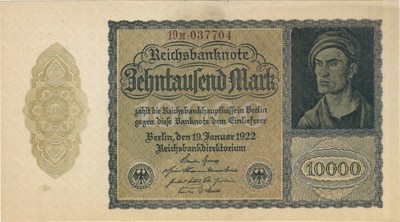 19M·037704
Reichsbanknote
Zehntausend Mark
zahlt die Reichsbankhauptkasse in Berlin
gegen diese Banknote dem Einlieferer
Berlin, den 19. Januar 1922
Reichsbankdirektorium
10000